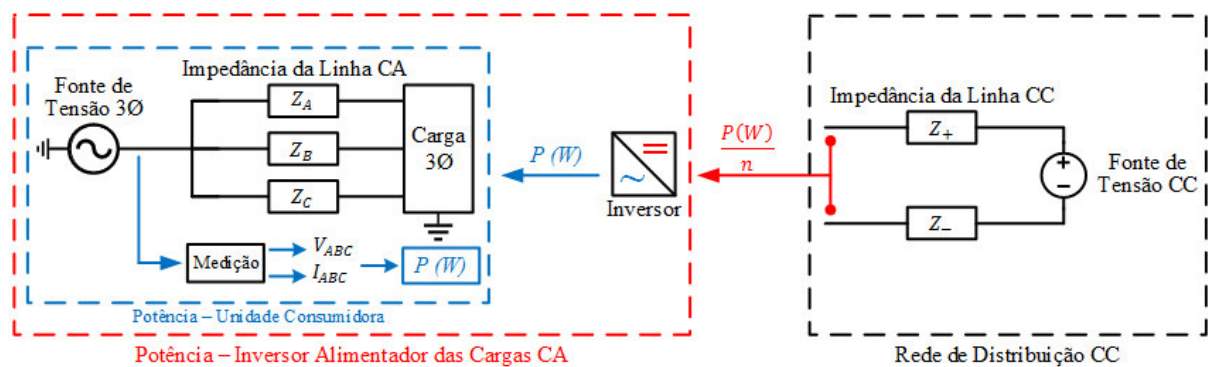 Fonte de
Tensão 3Ø
Impedância da Linha CA
Z_A
Z_B
Z_C
Carga
3Ø
Medição
V_ABC
I_ABC
P (W)
Potência – Unidade Consumidora
P (W)
Inversor
P(W)
n
Potência – Inversor Alimentador das Cargas CA
Impedância da Linha CC
Z_+
Z_−
+
−
Fonte de
Tensão CC
Rede de Distribuição CC